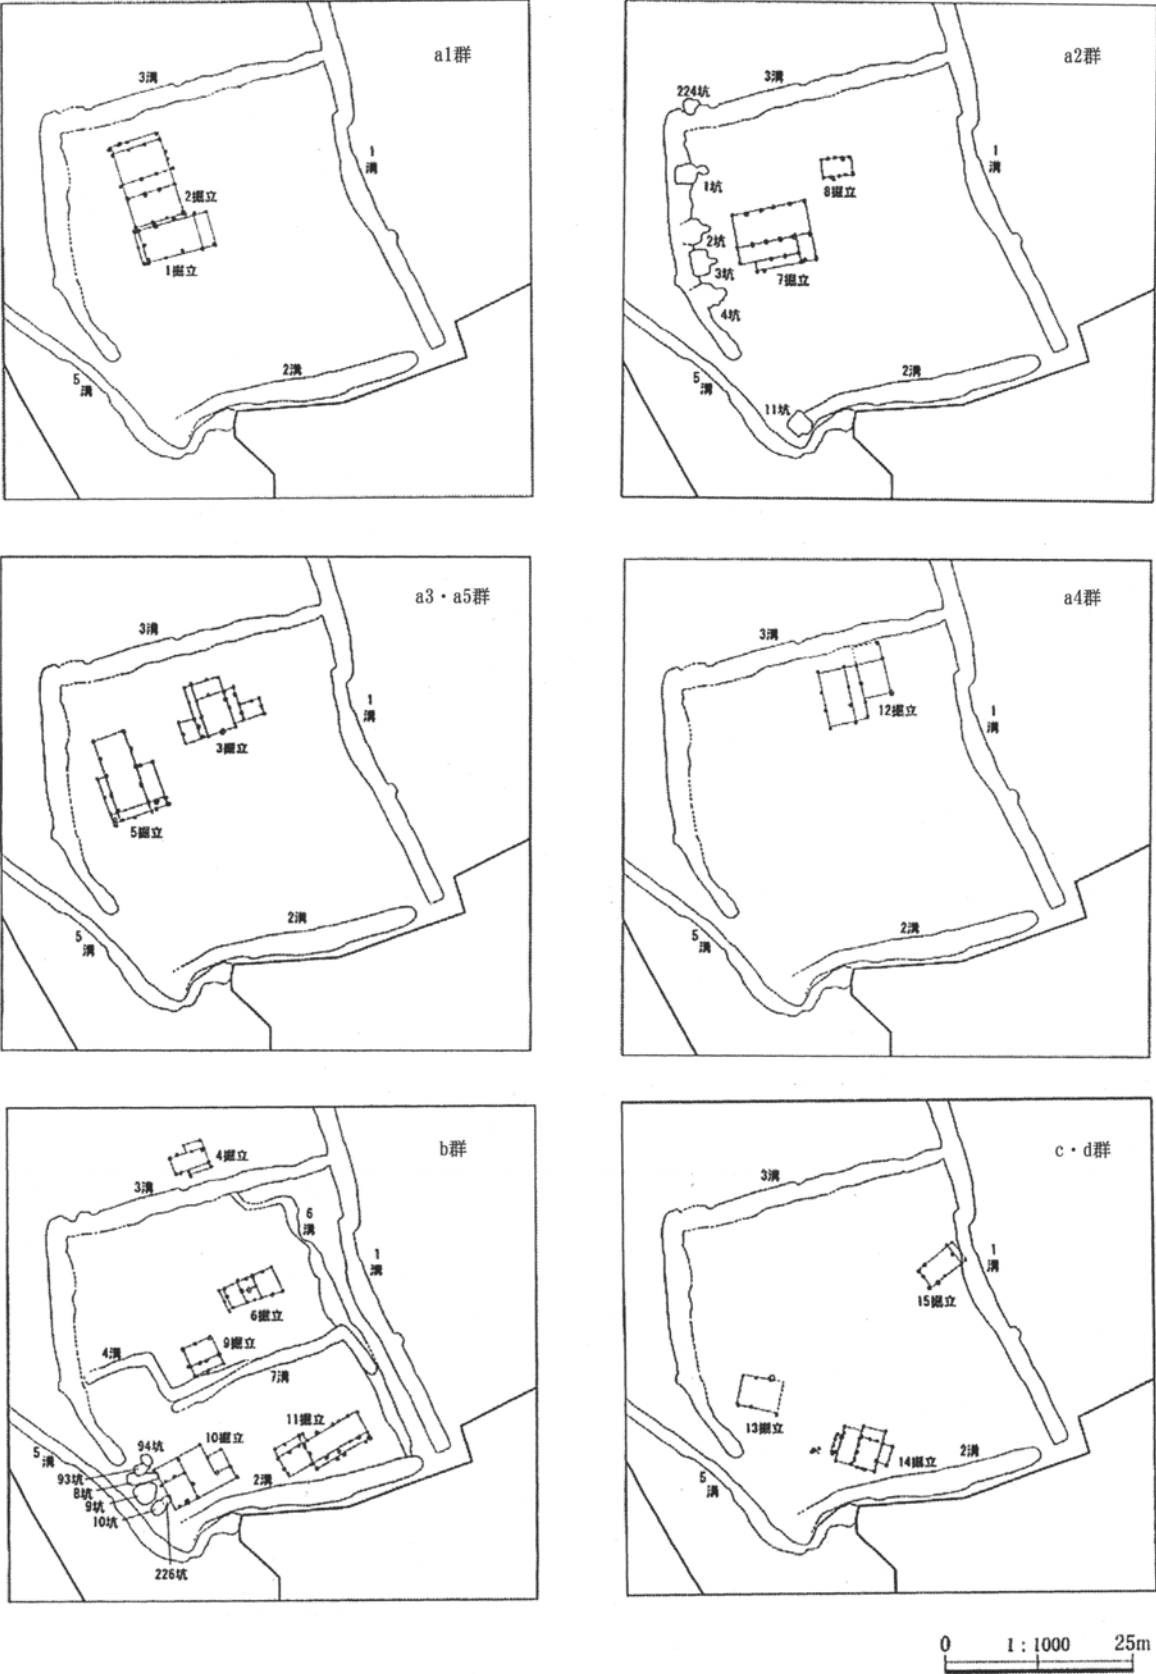 a1群
3溝
1溝
2掘立
1掘立
2溝
5溝
a2群
3溝
224坑
1溝
1坑
8掘立
2坑
3坑
7掘立
4坑
2溝
5溝
11坑
a3・a5群
3溝
1溝
3掘立
5掘立
2溝
5溝
a4群
3溝
12掘立
1溝
2溝
5溝
b群
4掘立
3溝
6溝
1溝
6掘立
9掘立
4溝
7溝
11掘立
10掘立
94坑
5溝
93坑
8坑
2溝
9坑
10坑
226坑
c・d群
3溝
1溝
15掘立
13掘立
14掘立
2溝
5溝
0 1:1000 25m